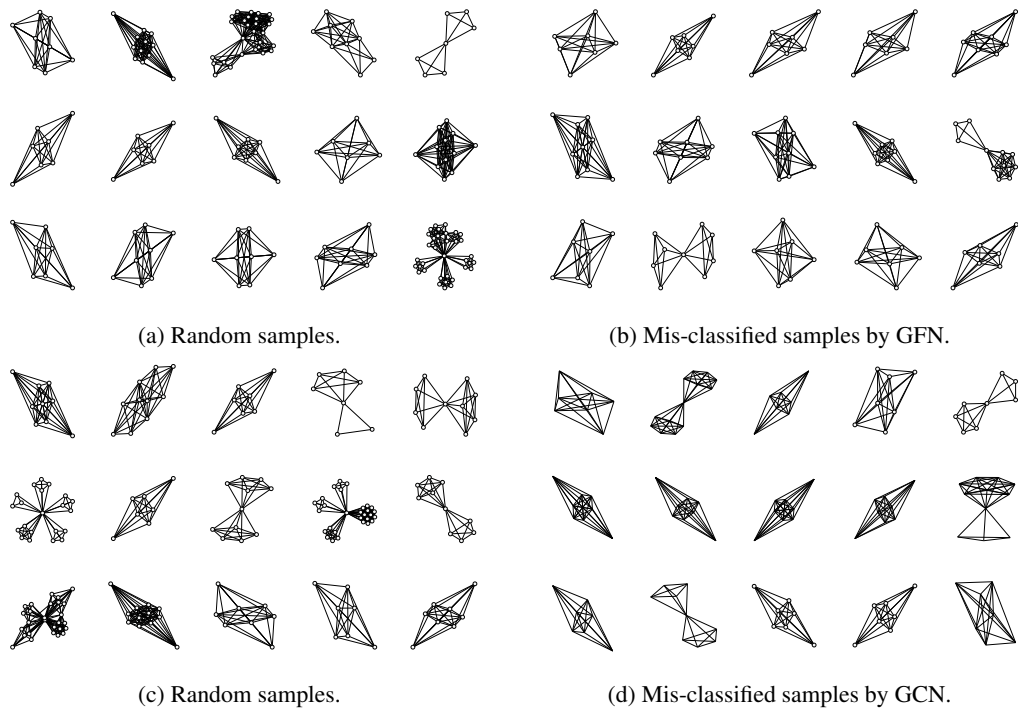 (a) Random samples.
(b) Mis-classified samples by GFN.
(c) Random samples.
(d) Mis-classified samples by GCN.